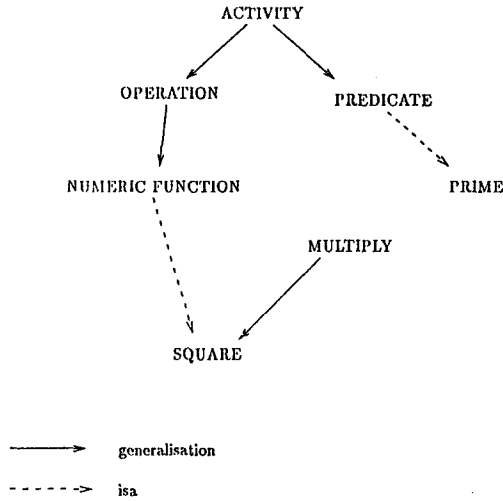 ACTIVITY
OPERATION
PREDICATE
NUMERIC FUNCTION
PRIME
MULTIPLY
SQUARE
generalisation
isa